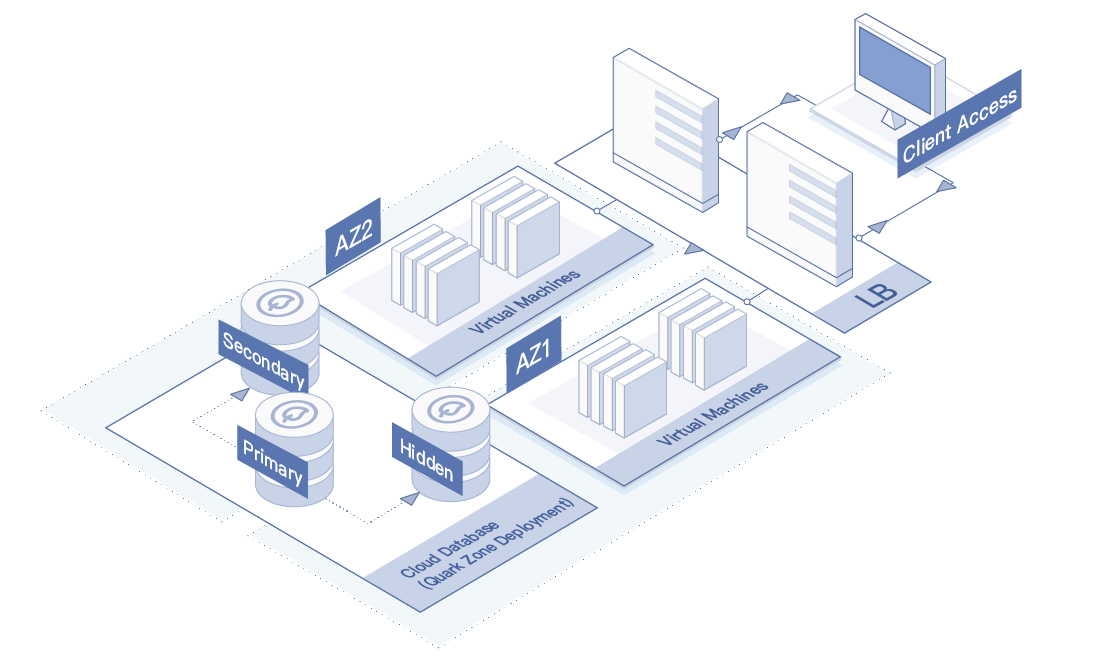 Client Access
AZ2
Virtual Machines
LB
Secondary
AZ1
Virtual Machines
Primary
Hidden
Cloud Database
(Quark Zone Deployment)